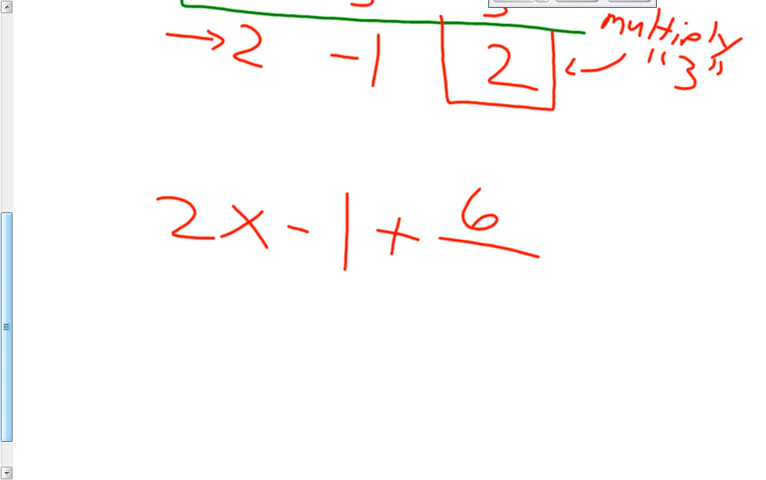 multiply
→ 2 -1 2 ← "3"
2x - 1 + 6